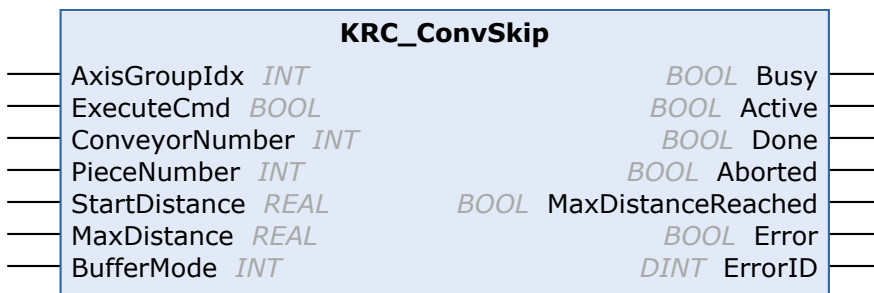 KRC_ConvSkip
AxisGroupIdx INT BOOL Busy
ExecuteCmd BOOL BOOL Active
ConveyorNumber INT BOOL Done
PieceNumber INT BOOL Aborted
StartDistance REAL BOOL MaxDistanceReached
MaxDistance REAL BOOL Error
BufferMode INT DINT ErrorID